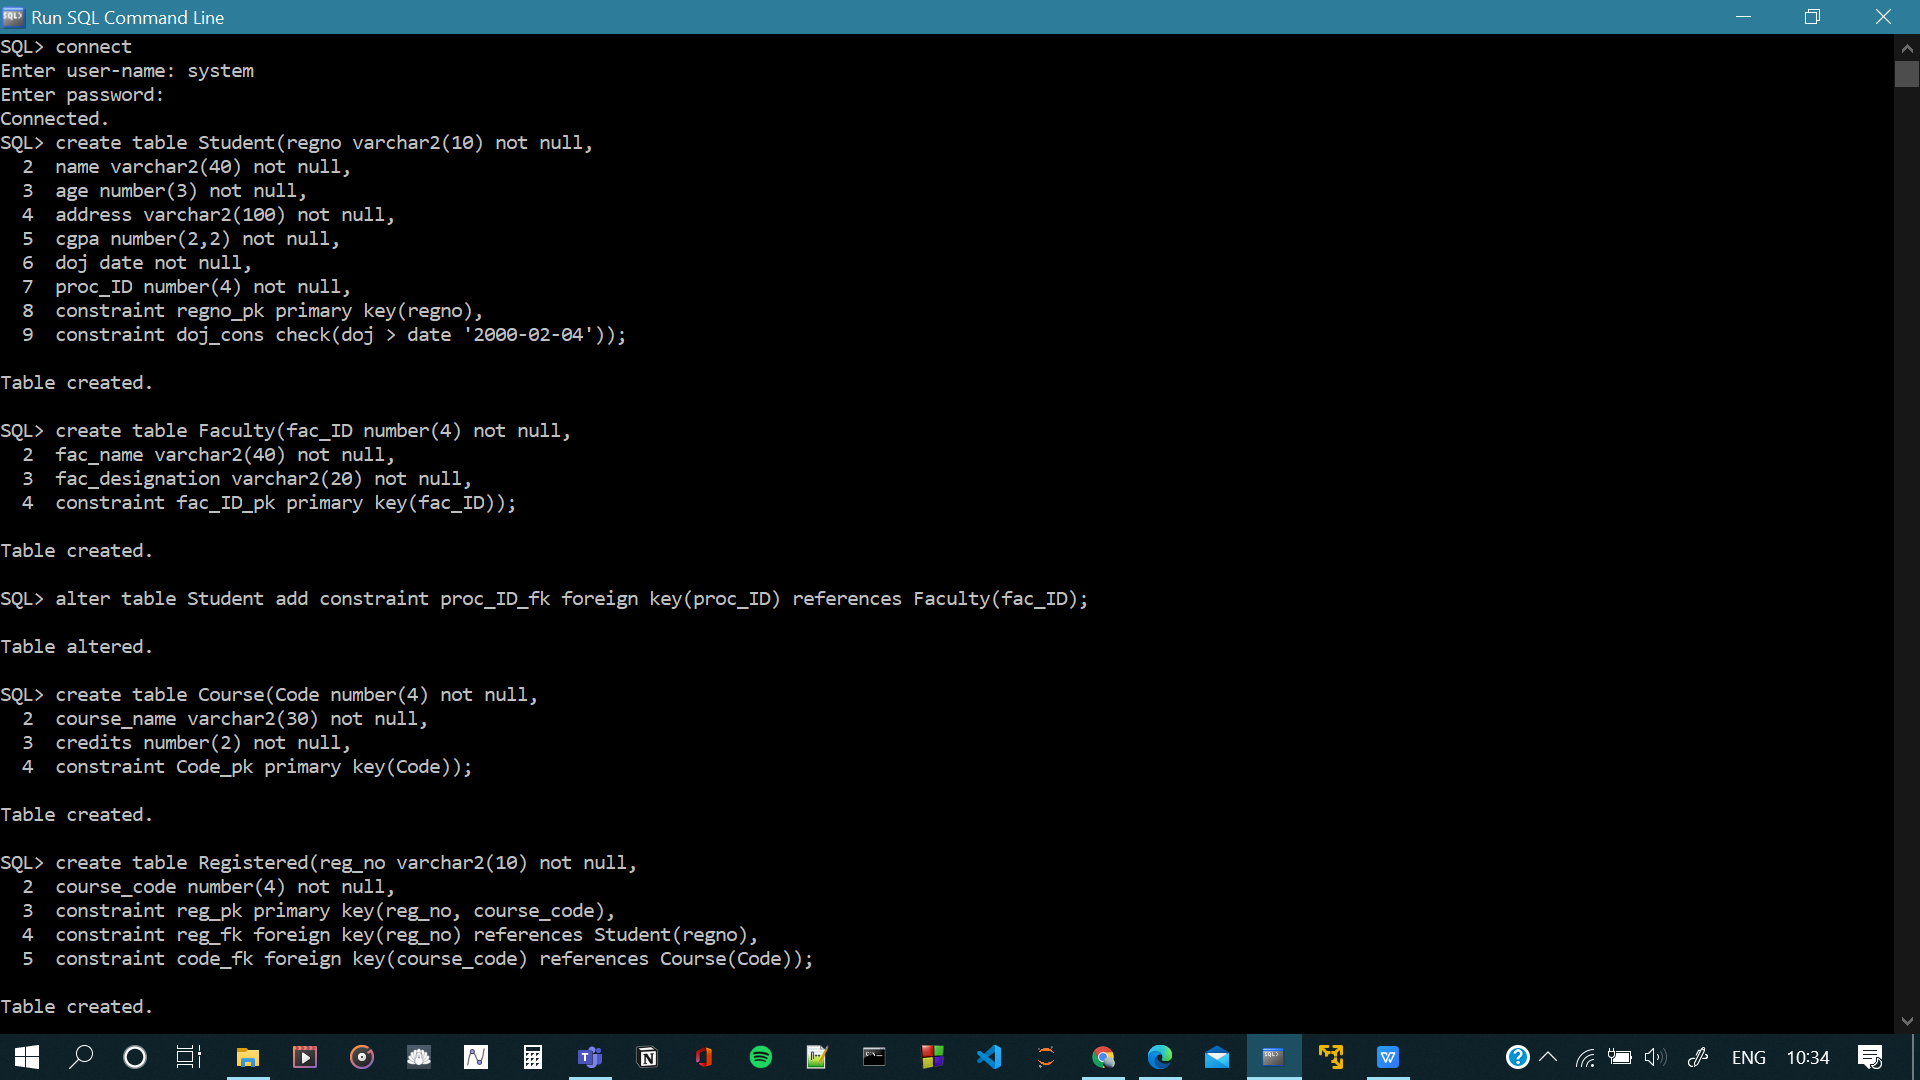 Run SQL Command Line
SQL> connect
Enter user-name: system
Enter password:
Connected.
SQL> create table Student(regno varchar2(10) not null,
  2  name varchar2(40) not null,
  3  age number(3) not null,
  4  address varchar2(100) not null,
  5  cgpa number(2,2) not null,
  6  doj date not null,
  7  proc_ID number(4) not null,
  8  constraint regno_pk primary key(regno),
  9  constraint doj_cons check(doj > date '2000-02-04'));
Table created.
SQL> create table Faculty(fac_ID number(4) not null,
  2  fac_name varchar2(40) not null,
  3  fac_designation varchar2(20) not null,
  4  constraint fac_ID_pk primary key(fac_ID));
Table created.
SQL> alter table Student add constraint proc_ID_fk foreign key(proc_ID) references Faculty(fac_ID);
Table altered.
SQL> create table Course(Code number(4) not null,
  2  course_name varchar2(30) not null,
  3  credits number(2) not null,
  4  constraint Code_pk primary key(Code));
Table created.
SQL> create table Registered(reg_no varchar2(10) not null,
  2  course_code number(4) not null,
  3  constraint reg_pk primary key(reg_no, course_code),
  4  constraint reg_fk foreign key(reg_no) references Student(regno),
  5  constraint code_fk foreign key(course_code) references Course(Code));
Table created.
ENG 10:34